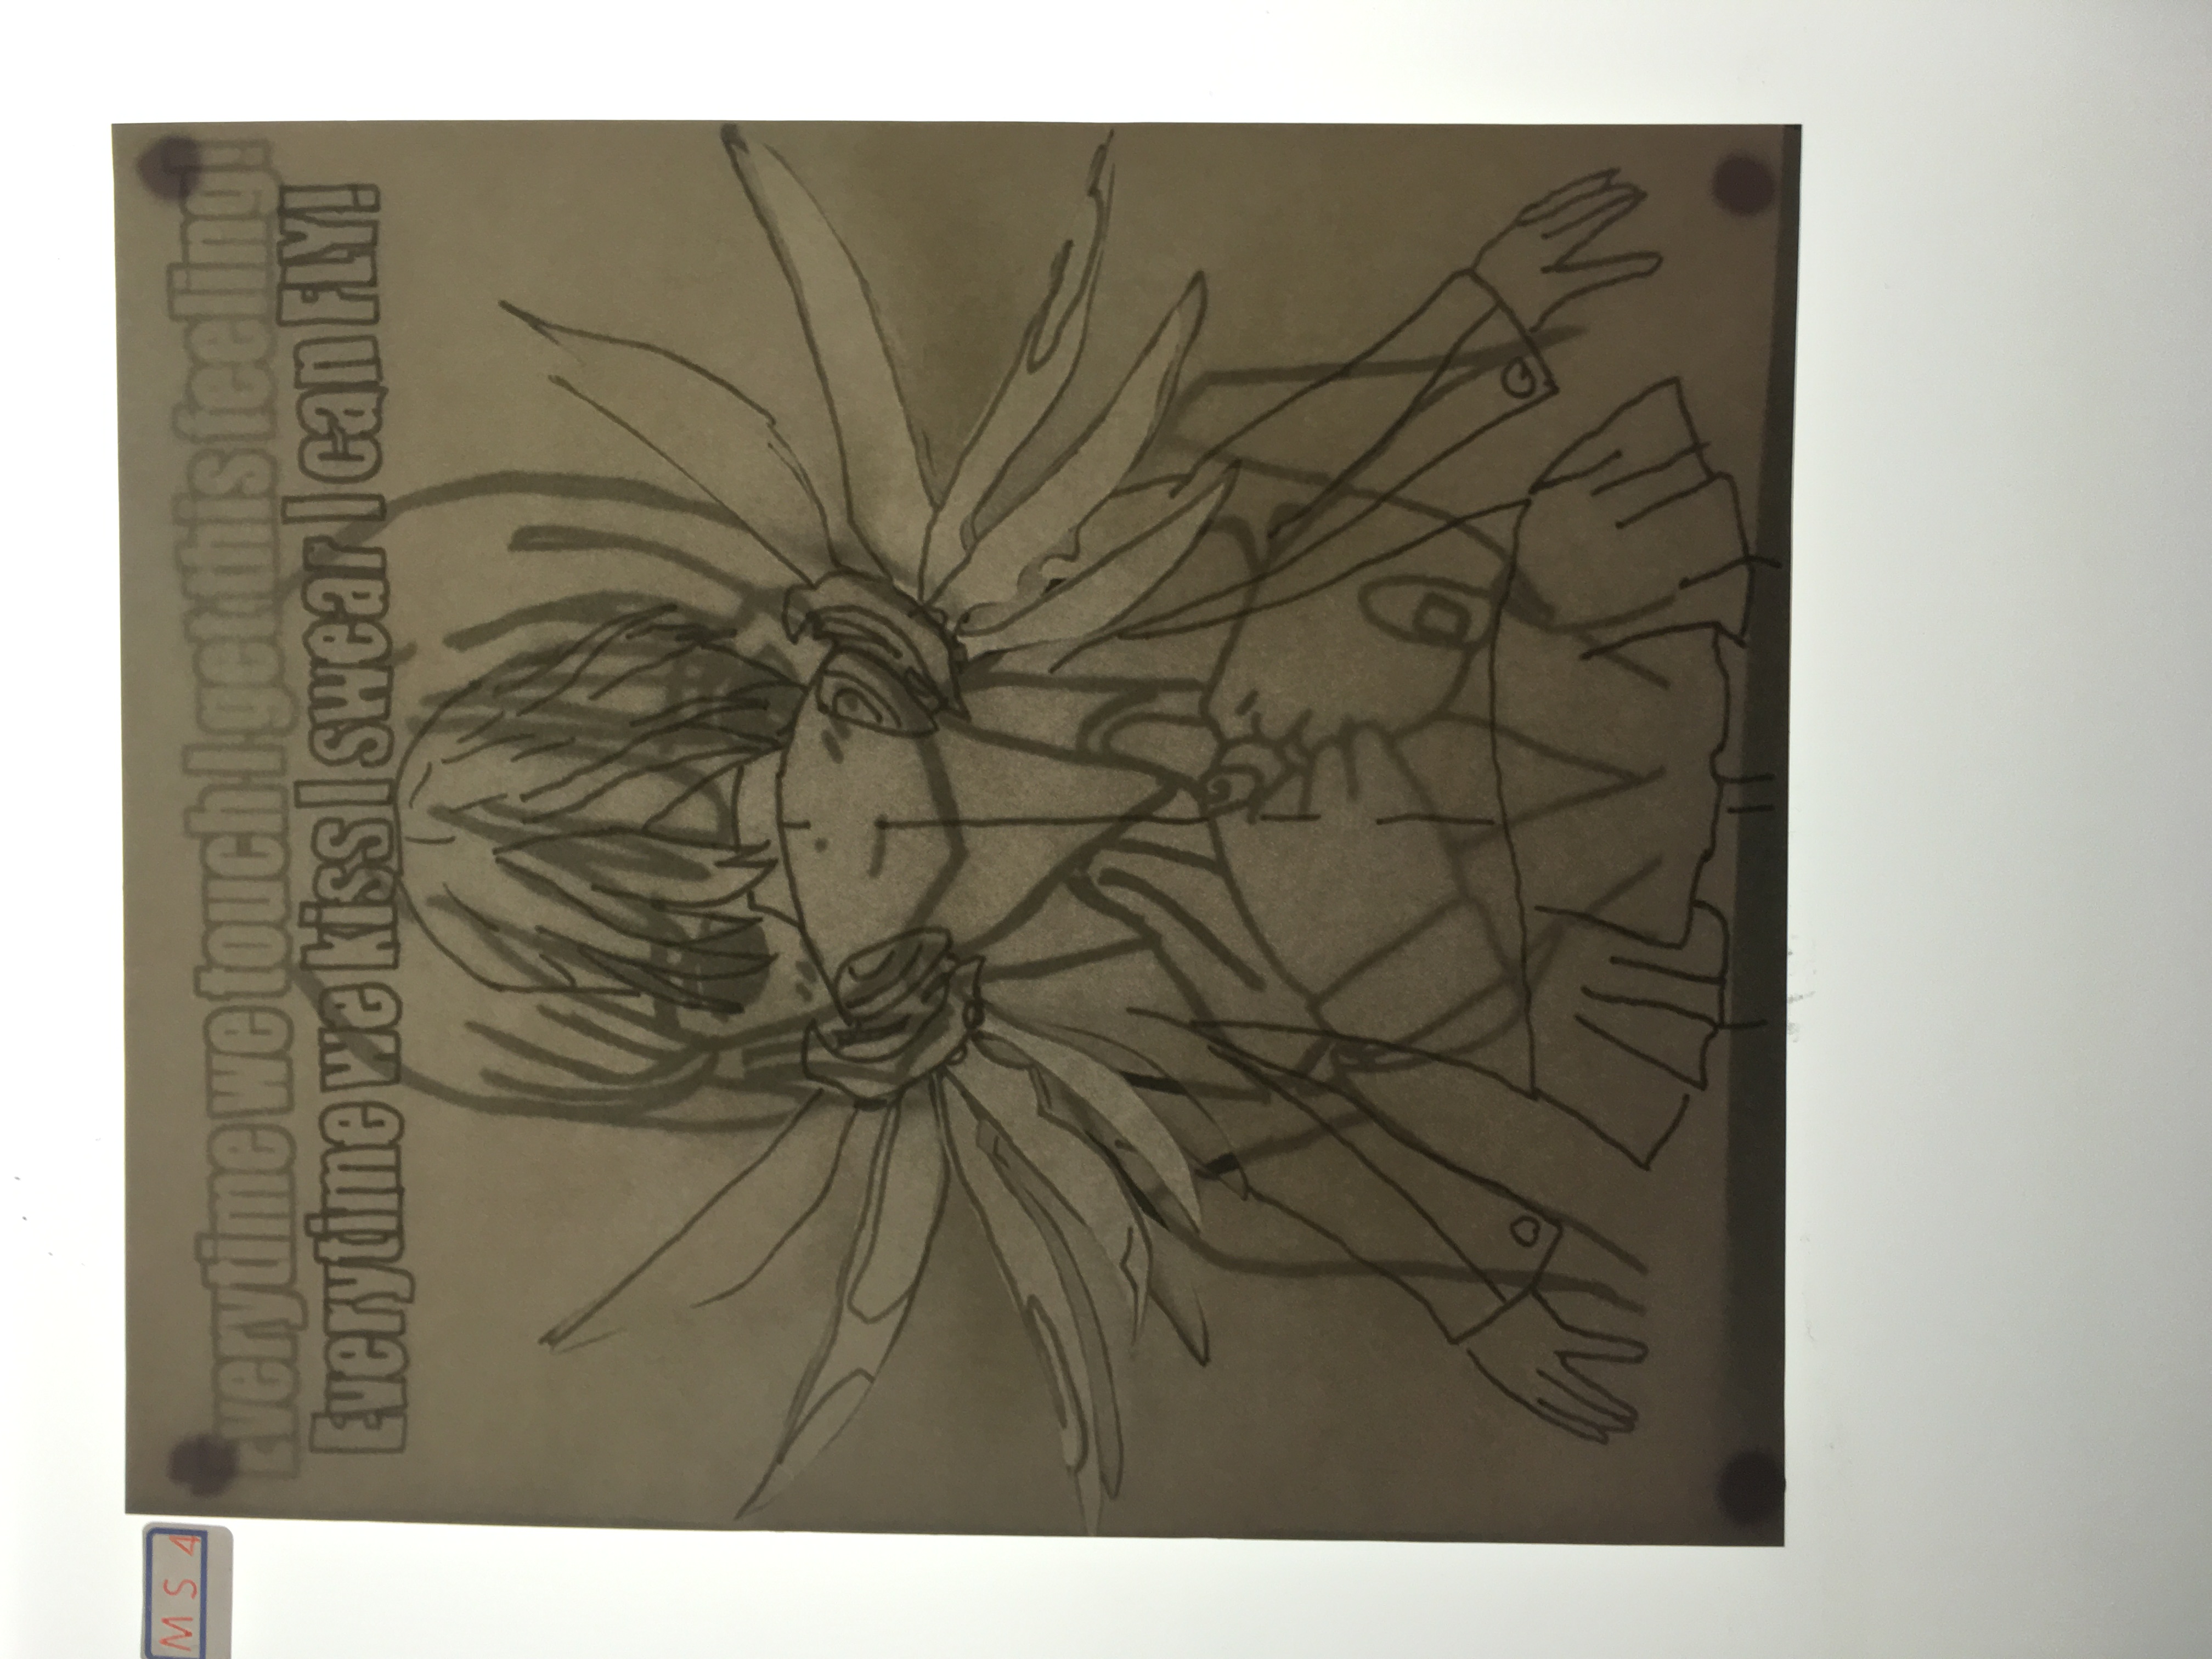 MS4
Everytime we touch I get this feeling!
Everytime we kiss I swear I can FLY!